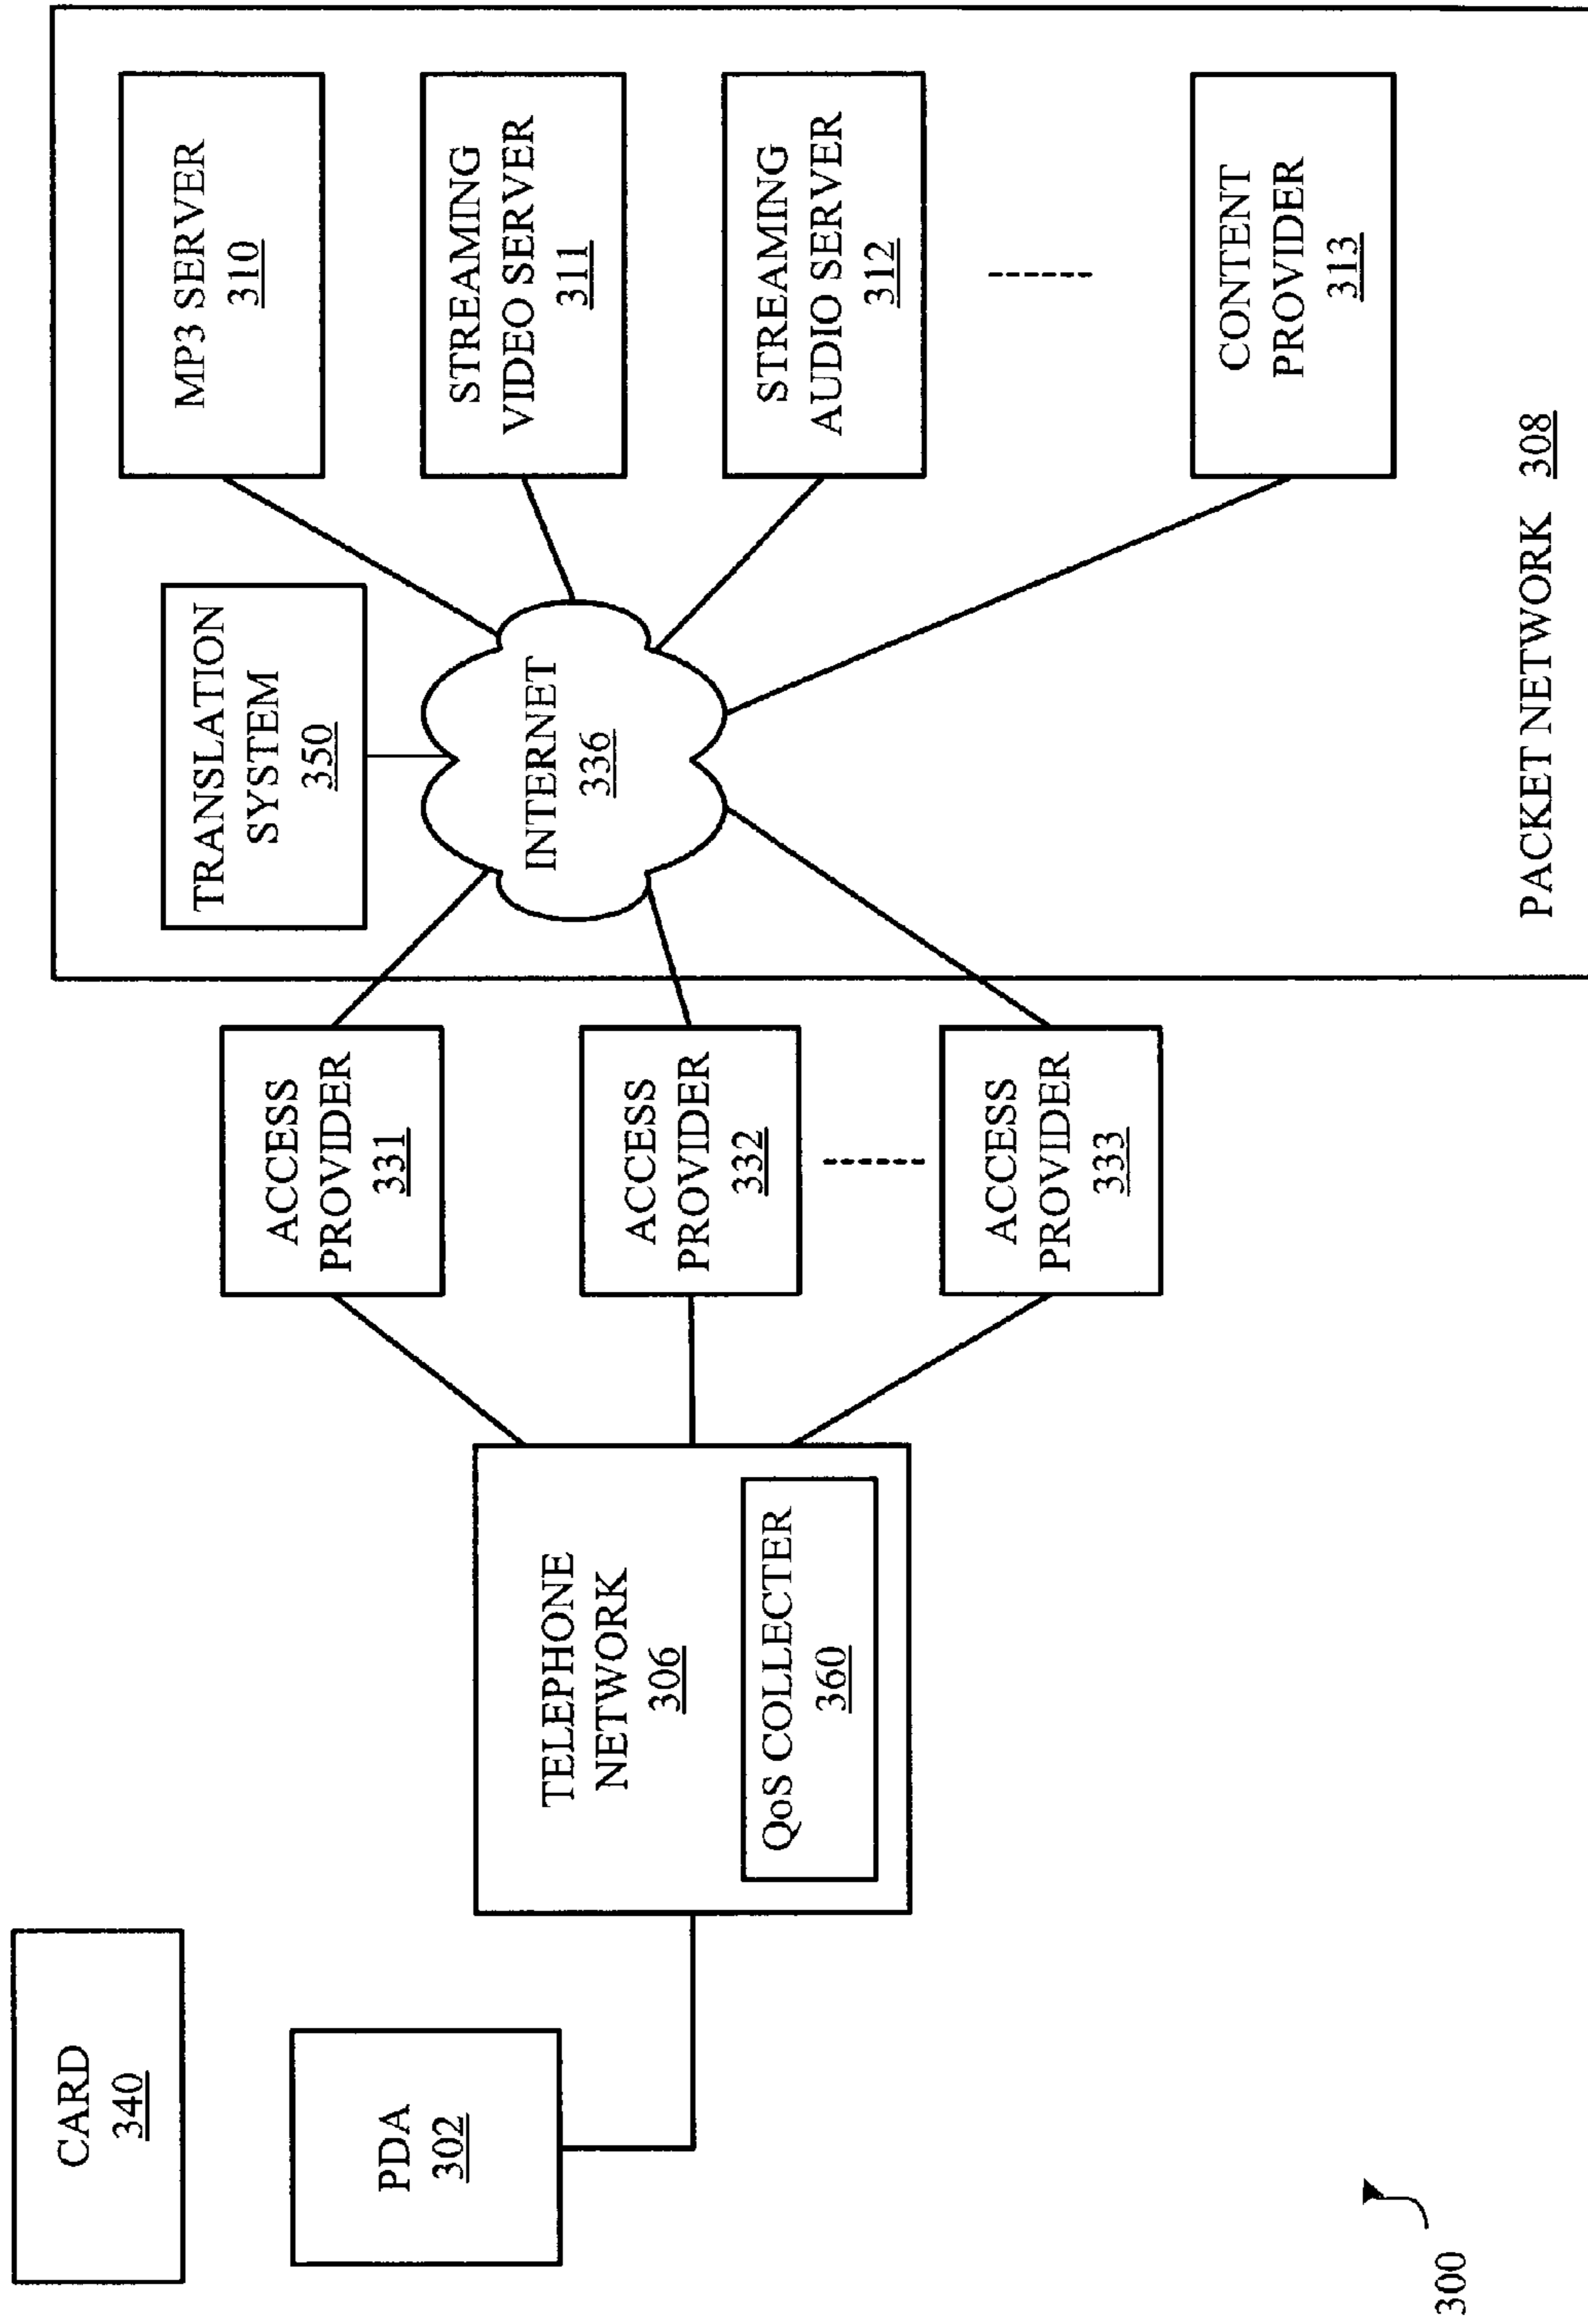 CARD
340
PDA
302
TELEPHONE
NETWORK
306
QoS COLLECTER
360
ACCESS
PROVIDER
331
ACCESS
PROVIDER
332
ACCESS
PROVIDER
333
TRANSLATION
SYSTEM
350
INTERNET
336
MP3 SERVER
310
STREAMING
VIDEO SERVER
311
STREAMING
AUDIO SERVER
312
CONTENT
PROVIDER
313
PACKET NETWORK 308
300